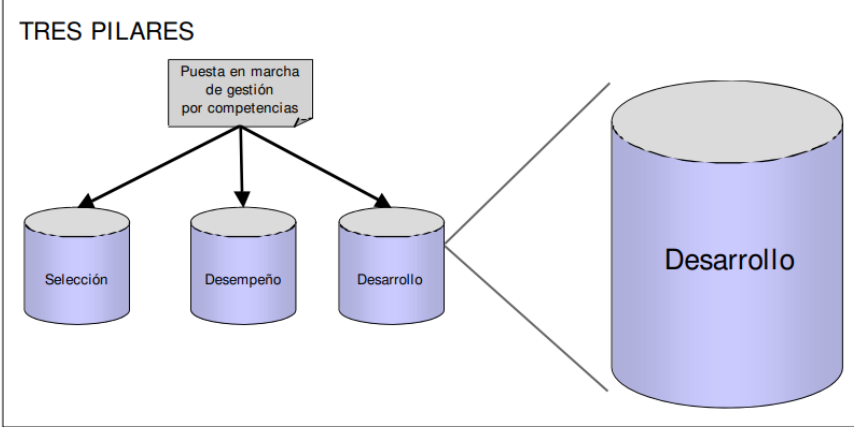 TRES PILARES
Puesta en marcha
de gestión
por competencias
Selección
Desempeño
Desarrollo
Desarrollo